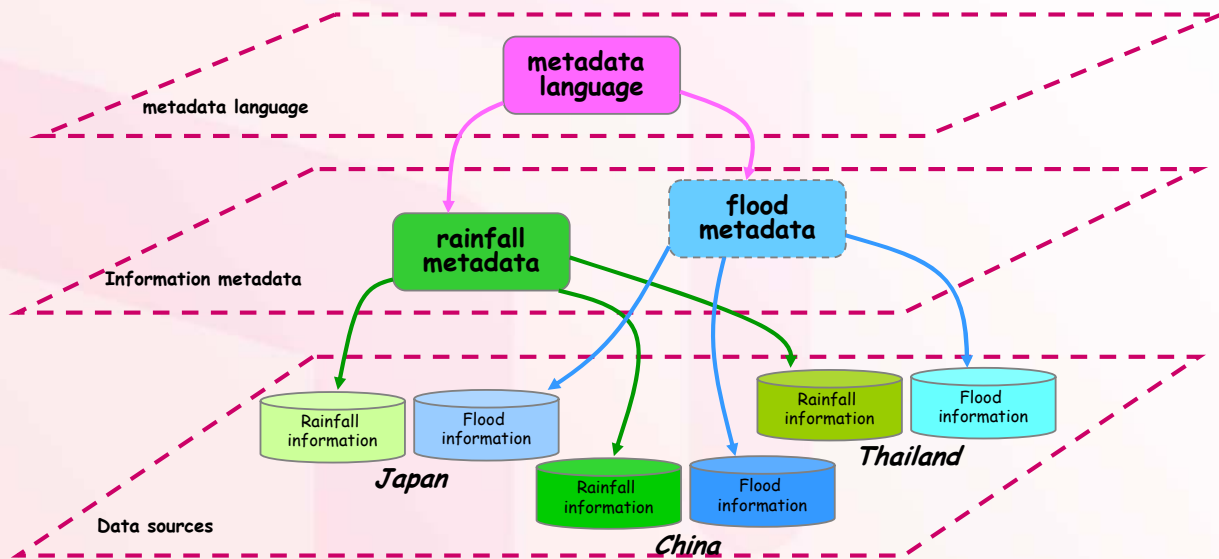 metadata
language
metadata language
flood
metadata
rainfall
metadata
Information metadata
Rainfall
information
Flood
information
Japan
Rainfall
information
Flood
information
Thailand
Rainfall
information
Flood
information
China
Data sources